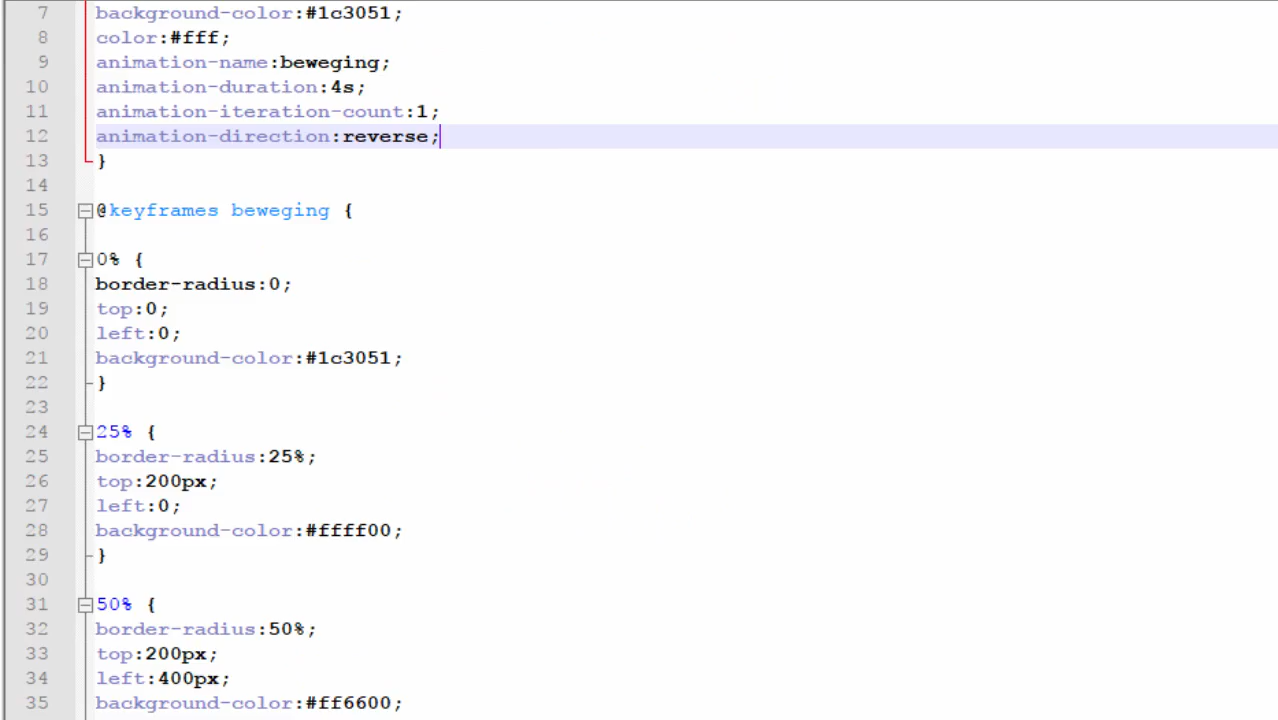 7 background-color:#1c3051;
8 color:#fff;
9 animation-name:beweging;
10 animation-duration:4s;
11 animation-iteration-count:1;
12 animation-direction:reverse;
13 }
14
15 @keyframes beweging {
16
17 0% {
18 border-radius:0;
19 top:0;
20 left:0;
21 background-color:#1c3051;
22 }
23
24 25% {
25 border-radius:25%;
26 top:200px;
27 left:0;
28 background-color:#ffff00;
29 }
30
31 50% {
32 border-radius:50%;
33 top:200px;
34 left:400px;
35 background-color:#ff6600;